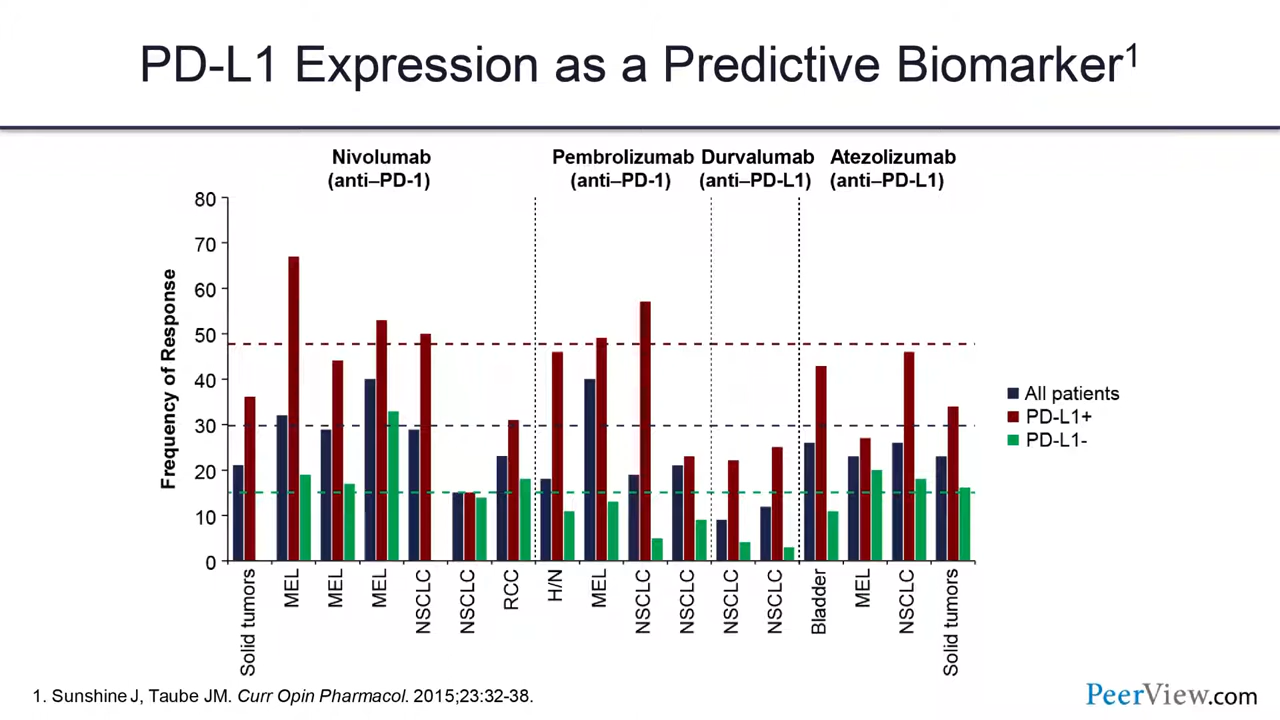 PD-L1 Expression as a Predictive Biomarker1
Nivolumab
(anti–PD-1)
Pembrolizumab
(anti–PD-1)
Durvalumab
(anti–PD-L1)
Atezolizumab
(anti–PD-L1)
Frequency of Response
80
70
60
50
40
30
20
10
0
Solid tumors
MEL
MEL
MEL
NSCLC
NSCLC
RCC
H/N
MEL
NSCLC
NSCLC
NSCLC
NSCLC
Bladder
MEL
NSCLC
Solid tumors
All patients
PD-L1+
PD-L1-
1. Sunshine J, Taube JM. Curr Opin Pharmacol. 2015;23:32-38.
PeerView.com